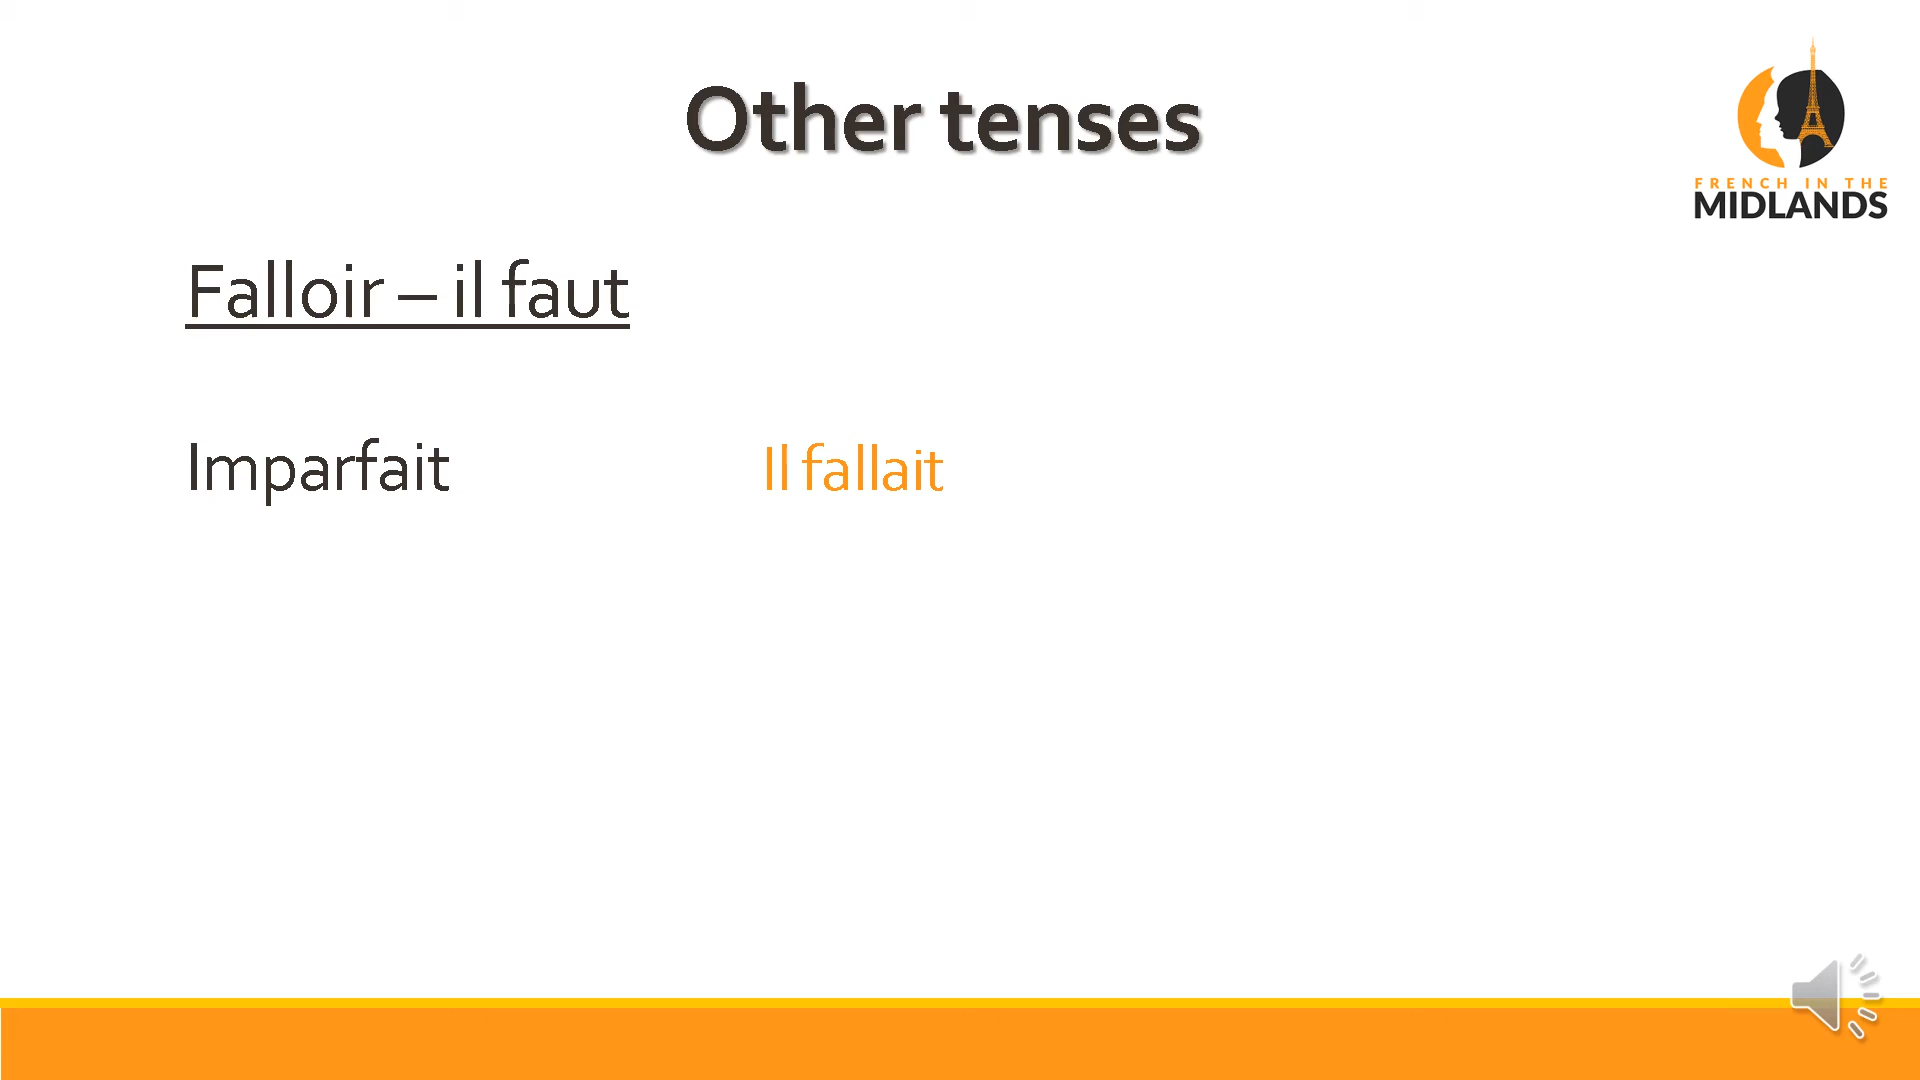 Other tenses
FRENCH IN THE
MIDLANDS
Falloir – il faut
Imparfait Il fallait